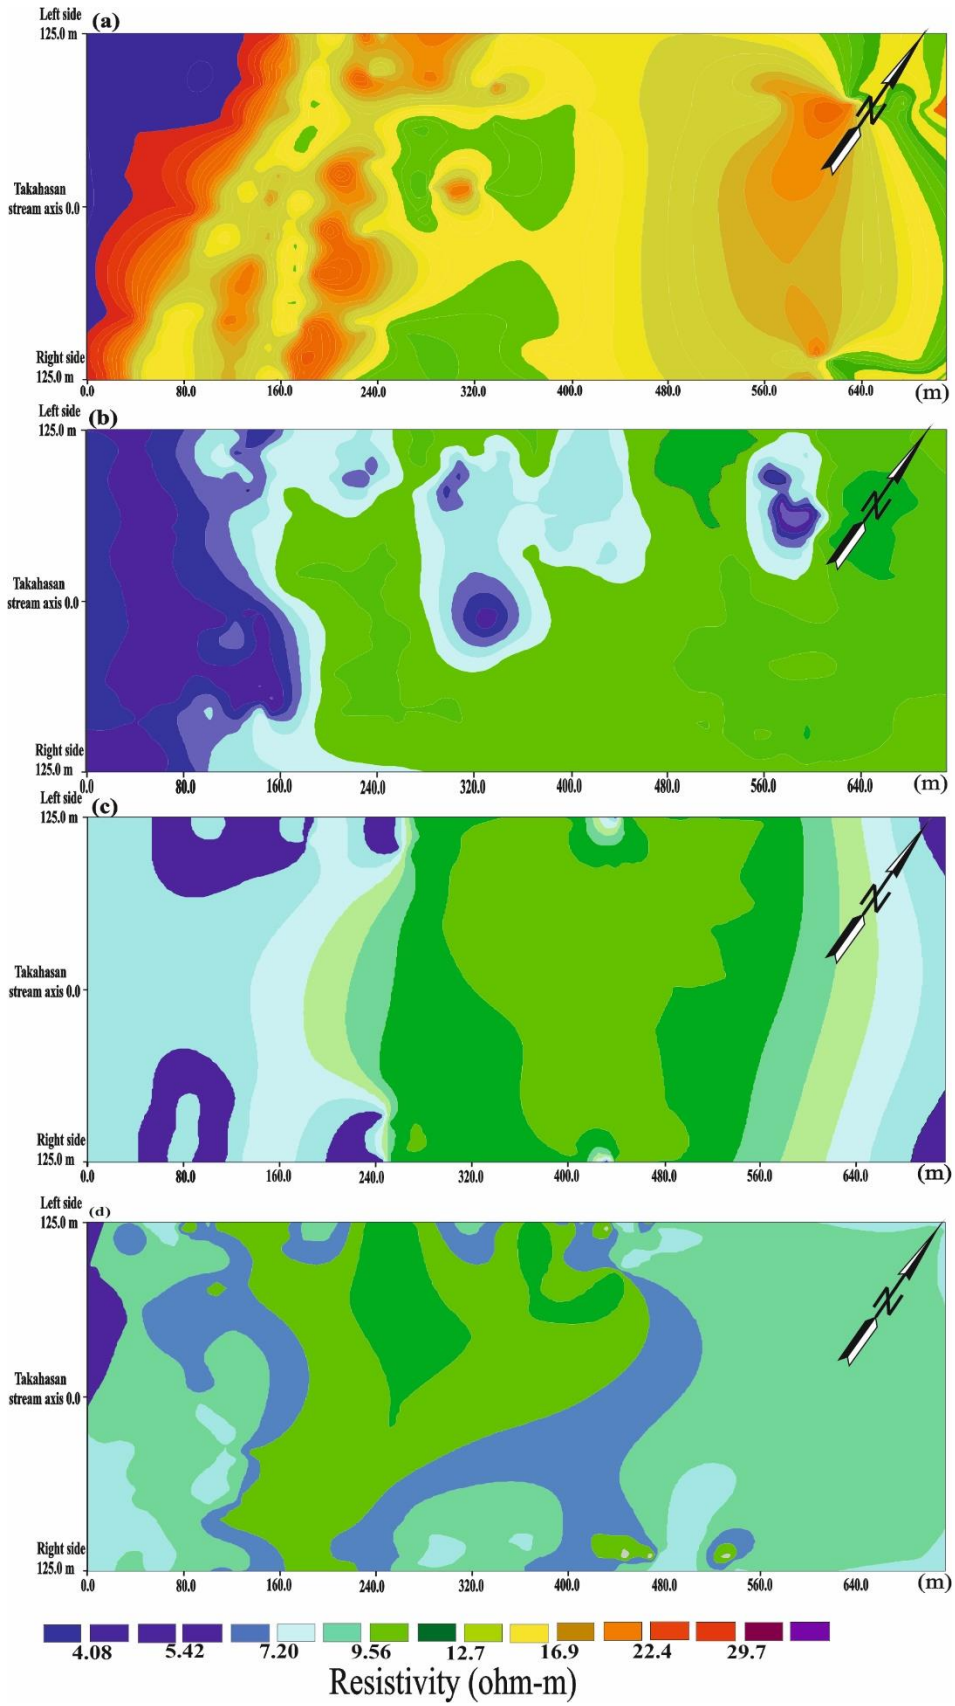 Left side
125.0 m
(a)
N
Takahasan
stream axis 0.0
Right side
125.0 m
0.0 80.0 160.0 240.0 320.0 400.0 480.0 560.0 640.0 (m)
Left side
125.0 m
(b)
N
Takahasan
stream axis 0.0
Right side
125.0 m
0.0 80.0 160.0 240.0 320.0 400.0 480.0 560.0 640.0 (m)
Left side
125.0 m
(c)
N
Takahasan
stream axis 0.0
Right side
125.0 m
0.0 80.0 160.0 240.0 320.0 400.0 480.0 560.0 640.0 (m)
Left side
125.0 m
(d)
N
Takahasan
stream axis 0.0
Right side
125.0 m
0.0 80.0 160.0 240.0 320.0 400.0 480.0 560.0 640.0 (m)
4.08 5.42 7.20 9.56 12.7 16.9 22.4 29.7
Resistivity (ohm-m)